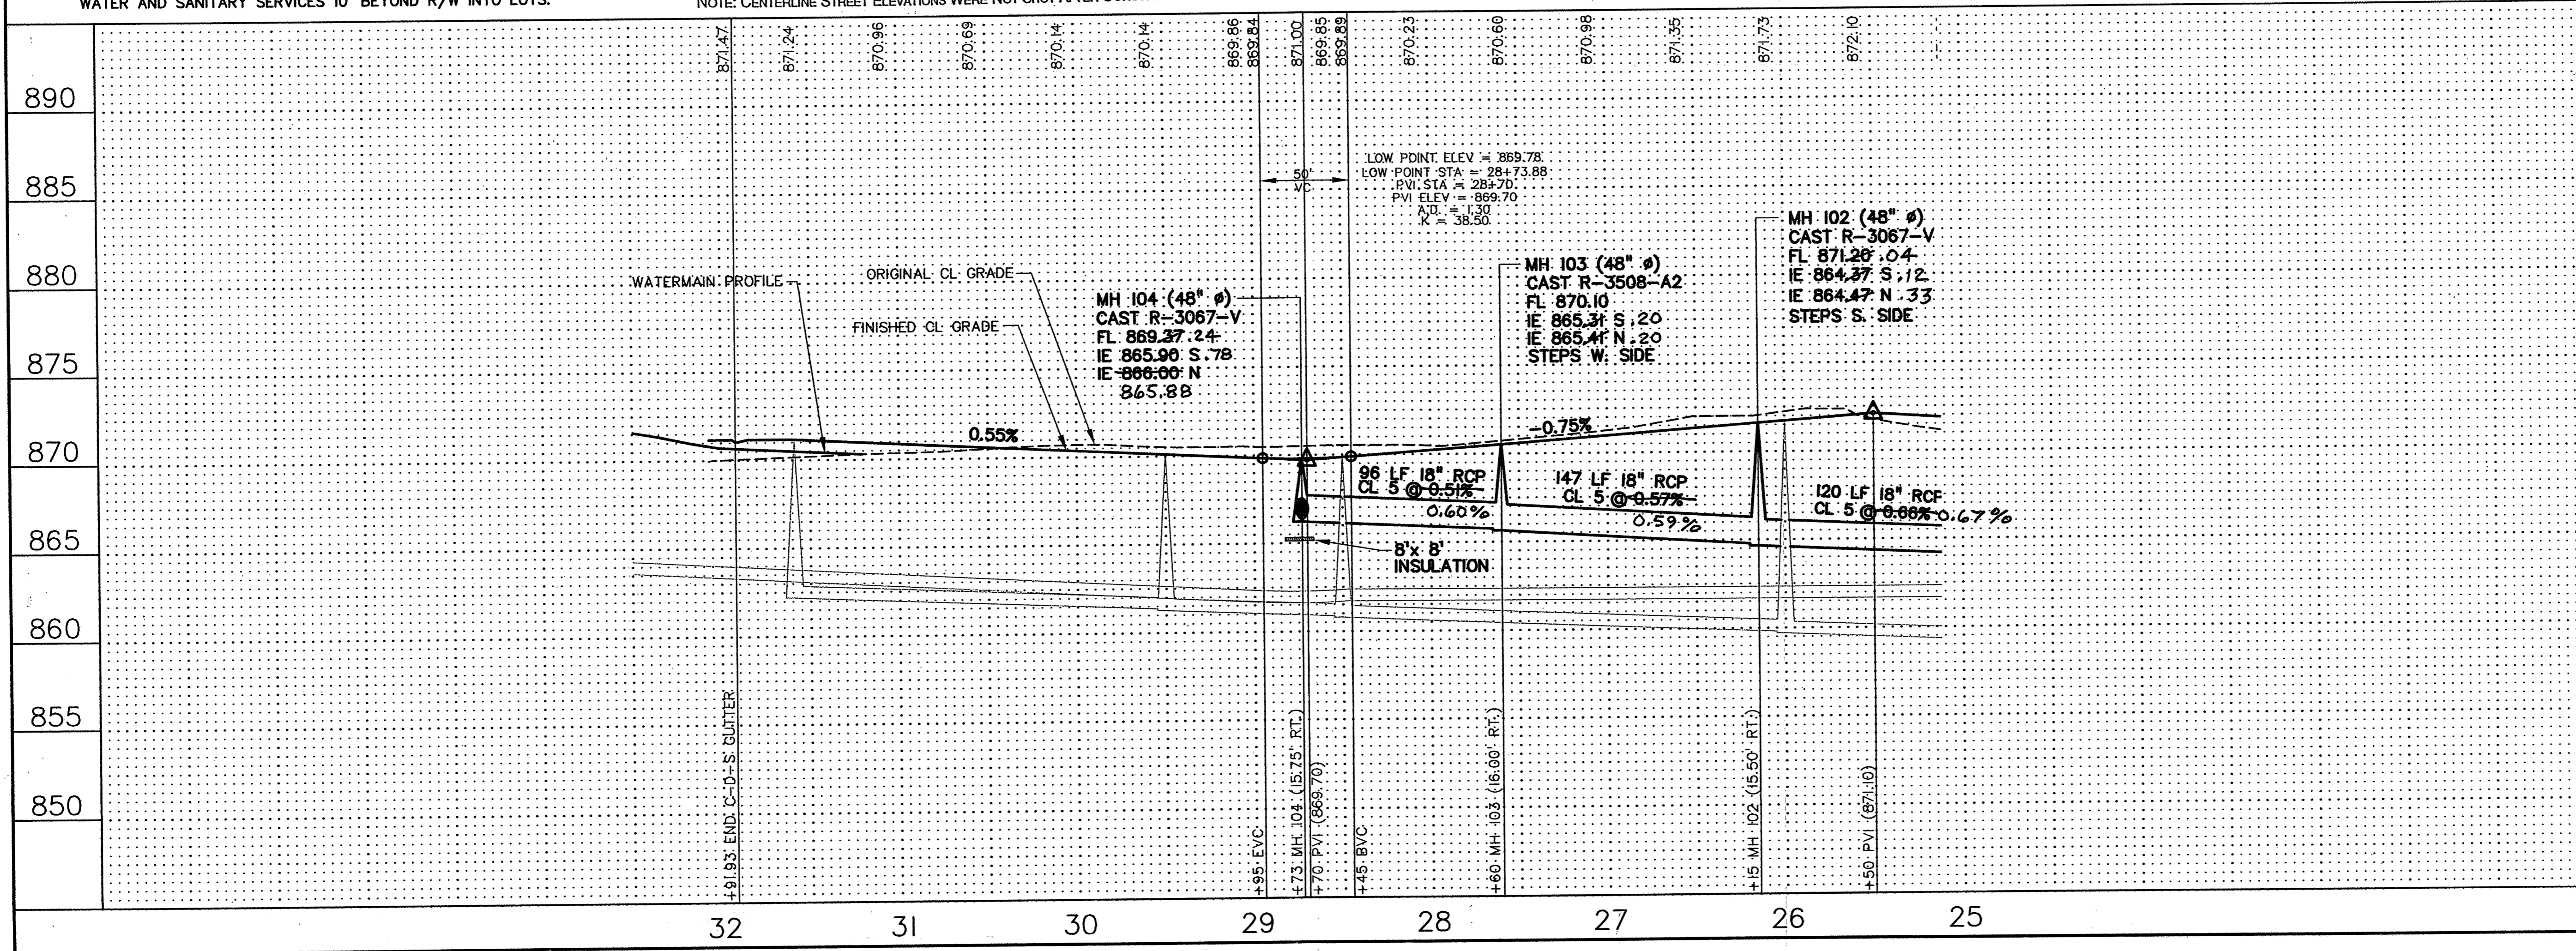 WATER AND SANITARY SERVICES 10' BEYOND R/W INTO LOTS.
871.47
871.24
870.96
870.69
870.14
870.14
869.86
869.84
871.00
869.85
869.89
870.23
870.60
870.98
871.35
871.73
872.10
890
885
880
875
870
865
860
855
850
LOW POINT ELEV = 869.78
LOW POINT STA = 28+73.88
PVI STA = 28+70
PVI ELEV = 869.70
A.D. = 1.30
K = 38.50
50'
VC
WATERMAIN PROFILE
ORIGINAL CL GRADE
FINISHED CL GRADE
MH 104 (48" ø)
CAST R-3067-V
FL 869.37 .24
IE 865.90 S .78
IE 866.00 N
865.88
MH 103 (48" ø)
CAST R-3508-A2
FL 870.10
IE 865.31 S .20
IE 865.41 N .20
STEPS W. SIDE
MH 102 (48" ø)
CAST R-3067-V
FL 871.20 .04
IE 864.37 S .12
IE 864.47 N .33
STEPS S. SIDE
0.55%
-0.75%
96 LF 18" RCP
CL 5 @ 0.51%
0.60%
147 LF 18" RCP
CL 5 @ 0.57%
0.59%
120 LF 18" RCP
CL 5 @ 0.66% 0.67%
8'x 8'
INSULATION
+91.93 END C-D-S GUTTER
+95 EVC
+73 MH 104 (15.75' RT.)
+70 PVI (869.70)
+45 BVC
+60 MH 103 (16.00' RT.)
+15 MH 102 (15.50' RT.)
+50 PVI (871.10)
32
31
30
29
28
27
26
25